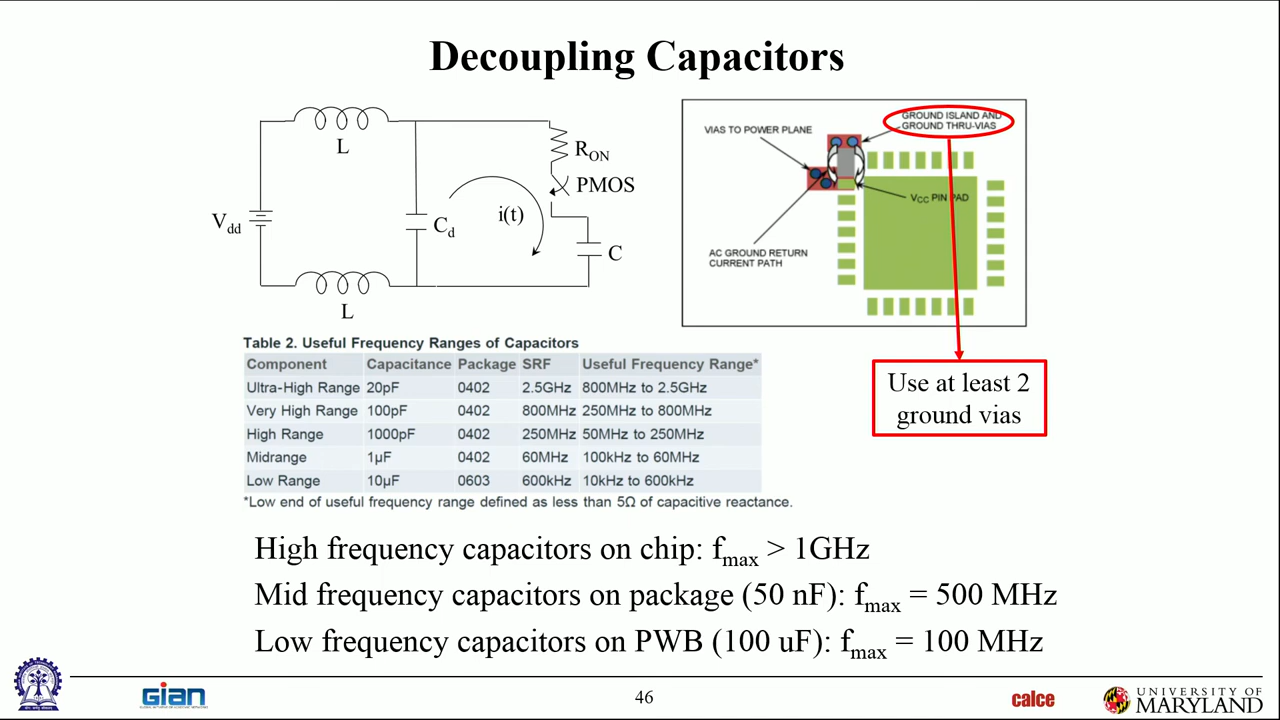 Decoupling Capacitors
L
R_ON
PMOS
V_dd
C_d
i(t)
C
L
VIAS TO POWER PLANE
GROUND ISLAND AND
GROUND THRU-VIAS
V_CC PIN PAD
AC GROUND RETURN
CURRENT PATH
Use at least 2
ground vias
Table 2. Useful Frequency Ranges of Capacitors
Component Capacitance Package SRF Useful Frequency Range*
Ultra-High Range 20pF 0402 2.5GHz 800MHz to 2.5GHz
Very High Range 100pF 0402 800MHz 250MHz to 800MHz
High Range 1000pF 0402 250MHz 50MHz to 250MHz
Midrange 1µF 0402 60MHz 100kHz to 60MHz
Low Range 10µF 0603 600kHz 10kHz to 600kHz
*Low end of useful frequency range defined as less than 5Ω of capacitive reactance.
High frequency capacitors on chip: f_max > 1GHz
Mid frequency capacitors on package (50 nF): f_max = 500 MHz
Low frequency capacitors on PWB (100 uF): f_max = 100 MHz
GIAN
46
calce
UNIVERSITY OF
MARYLAND